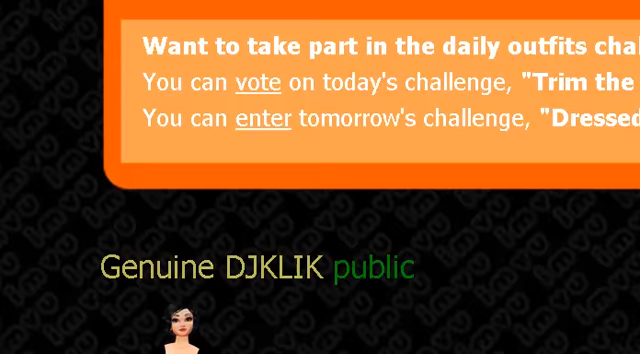 Want to take part in the daily outfits
You can vote on today's challenge, "Trim the
You can enter tomorrow's challenge, "Dressed
Genuine DJKLIK public